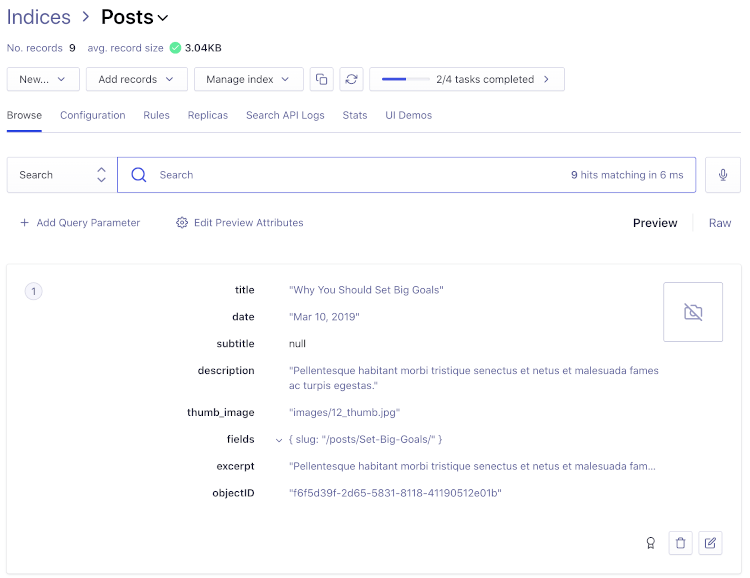 Indices > Posts
No. records 9 avg. record size 3.04KB
New... Add records Manage index 2/4 tasks completed >
Browse Configuration Rules Replicas Search API Logs Stats UI Demos
Search Search 9 hits matching in 6 ms
+ Add Query Parameter Edit Preview Attributes Preview Raw
1 title "Why You Should Set Big Goals"
date "Mar 10, 2019"
subtitle null
description "Pellentesque habitant morbi tristique senectus et netus et malesuada fames
ac turpis egestas."
thumb_image "images/12_thumb.jpg"
fields { slug: "/posts/Set-Big-Goals/" }
excerpt "Pellentesque habitant morbi tristique senectus et netus et malesuada fam...
objectID "f6f5d39f-2d65-5831-8118-41190512e01b"